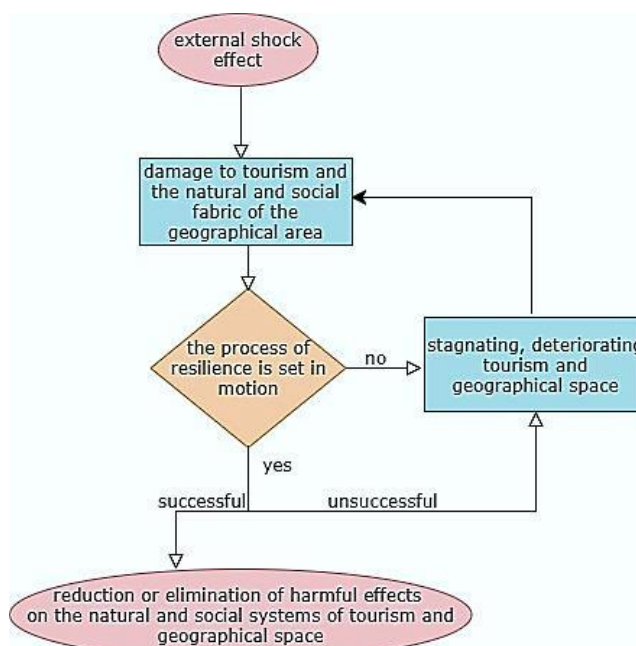 external shock
effect
damage to tourism and
the natural and social
fabric of the
geographical area
the process of
resilience is set in
motion
no
stagnating, deteriorating
tourism and
geographical space
yes
successful
unsuccessful
reduction or elimination of harmful effects
on the natural and social systems of tourism and
geographical space